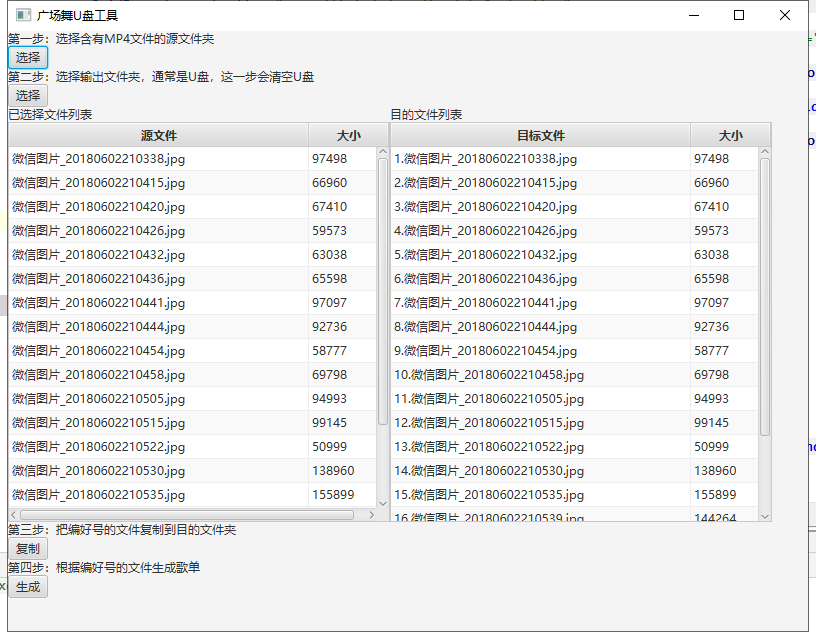 广场舞U盘工具
第一步：选择含有MP4文件的源文件夹
选择
第二步：选择输出文件夹，通常是U盘，这一步会清空U盘
选择
已选择文件列表 目的文件列表
源文件 大小 目标文件 大小
微信图片_20180602210338.jpg 97498 1.微信图片_20180602210338.jpg 97498
微信图片_20180602210415.jpg 66960 2.微信图片_20180602210415.jpg 66960
微信图片_20180602210420.jpg 67410 3.微信图片_20180602210420.jpg 67410
微信图片_20180602210426.jpg 59573 4.微信图片_20180602210426.jpg 59573
微信图片_20180602210432.jpg 63038 5.微信图片_20180602210432.jpg 63038
微信图片_20180602210436.jpg 65598 6.微信图片_20180602210436.jpg 65598
微信图片_20180602210441.jpg 97097 7.微信图片_20180602210441.jpg 97097
微信图片_20180602210444.jpg 92736 8.微信图片_20180602210444.jpg 92736
微信图片_20180602210454.jpg 58777 9.微信图片_20180602210454.jpg 58777
微信图片_20180602210458.jpg 69798 10.微信图片_20180602210458.jpg 69798
微信图片_20180602210505.jpg 94993 11.微信图片_20180602210505.jpg 94993
微信图片_20180602210515.jpg 99145 12.微信图片_20180602210515.jpg 99145
微信图片_20180602210522.jpg 50999 13.微信图片_20180602210522.jpg 50999
微信图片_20180602210530.jpg 138960 14.微信图片_20180602210530.jpg 138960
微信图片_20180602210535.jpg 155899 15.微信图片_20180602210535.jpg 155899
16.微信图片_20180602210539.jpg 144264
第三步：把编好号的文件复制到目的文件夹
复制
第四步：根据编好号的文件生成歌单
生成